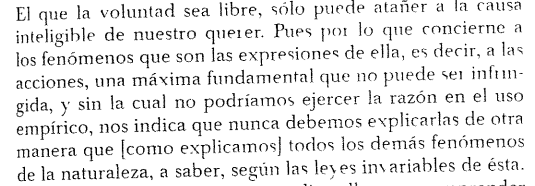 El que la voluntad sea libre, sólo puede atañer a la causa
inteligible de nuestro querer. Pues por lo que concierne a
los fenómenos que son las expresiones de ella, es decir, a las
acciones, una máxima fundamental que no puede ser infrin-
gida, y sin la cual no podríamos ejercer la razón en el uso
empírico, nos indica que nunca debemos explicarlas de otra
manera que [como explicamos] todos los demás fenómenos
de la naturaleza, a saber, según las leyes invariables de ésta.